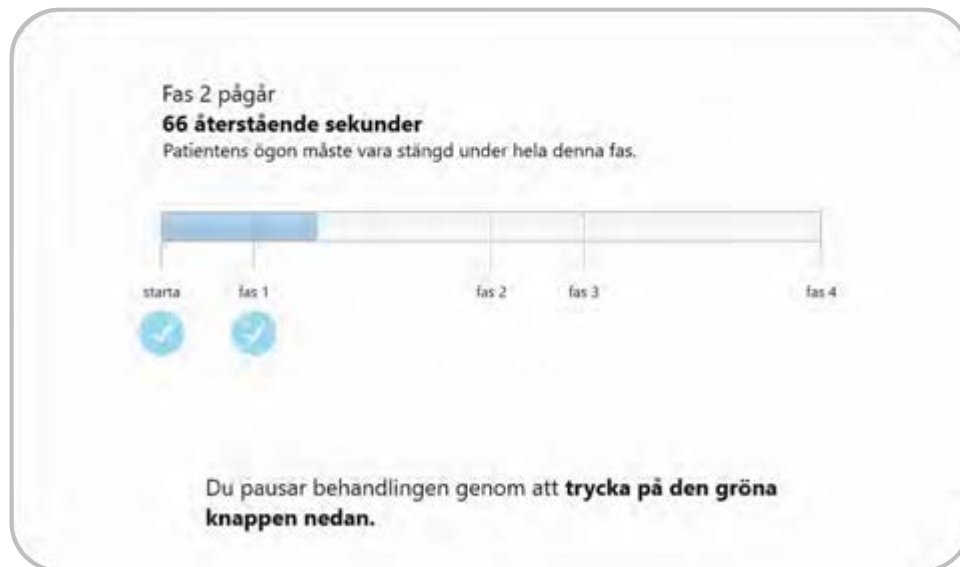 Fas 2 pågår
66 återstående sekunder
Patientens ögon måste vara stängd under hela denna fas.
starta fas 1 fas 2 fas 3 fas 4
Du pausar behandlingen genom att trycka på den gröna
knappen nedan.